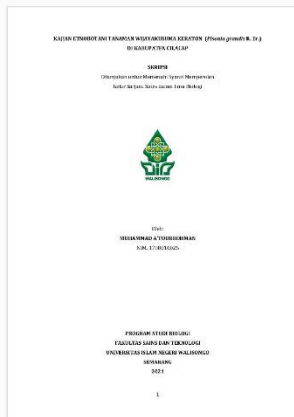 KAJIAN ETNOBOTANI TANAMAN WIJAYAKUSUMA KERATON (Pisonia grandis R. Br.)
DI KABUPATEN CILACAP
SKRIPSI
Diajukan untuk Memenuhi Syarat Memperoleh
Gelar Sarjana Sains dalam Ilmu Biologi
WALISONGO
Oleh:
MUHAMMAD
NIM.
PROGRAM STUDI BIOLOGI
FAKULTAS SAINS DAN TEKNOLOGI
UNIVERSITAS ISLAM NEGERI WALISONGO
SEMARANG
2021
1